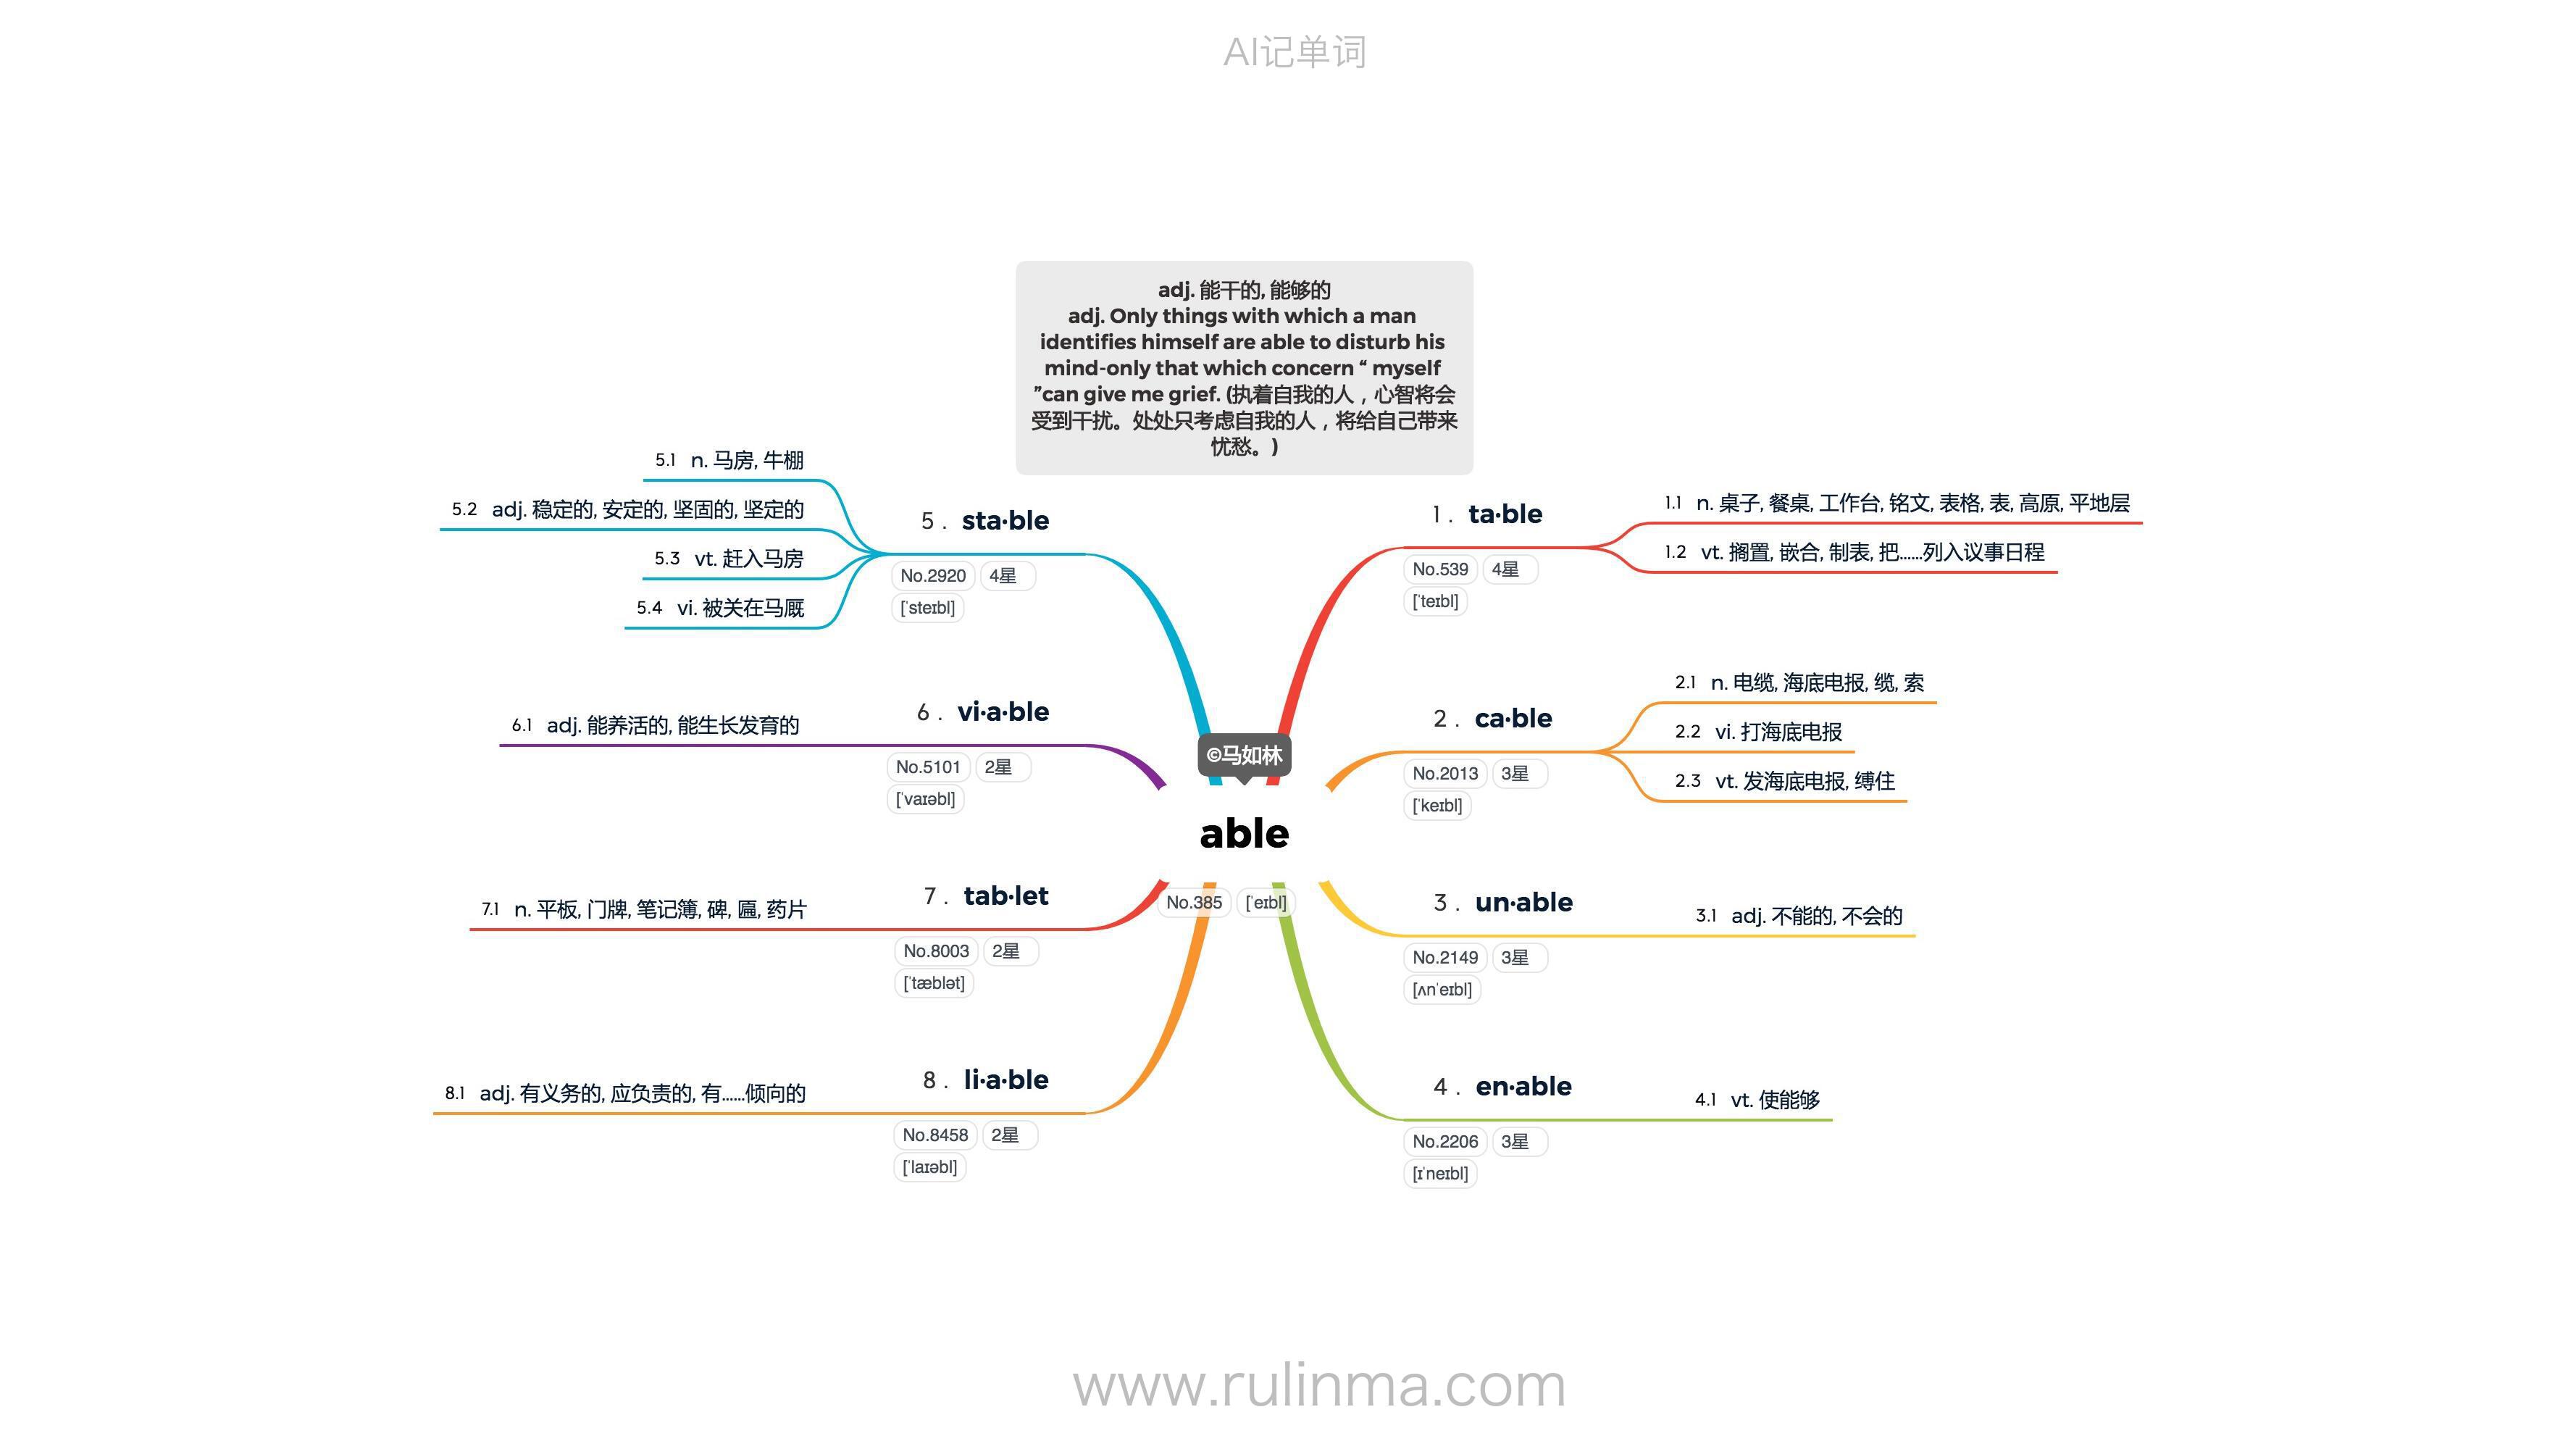 AI记单词
adj. 能干的, 能够的
adj. Only things with which a man
identifies himself are able to disturb his
mind-only that which concern “ myself
”can give me grief. (执着自我的人，心智将会
受到干扰。处处只考虑自我的人，将给自己带来
忧愁。)
©马如林
able
No.385 [ˈeɪbl]
1. ta·ble
No.539 4星
[ˈteɪbl]
1.1 n. 桌子, 餐桌, 工作台, 铭文, 表格, 表, 高原, 平地层
1.2 vt. 搁置, 嵌合, 制表, 把……列入议事日程
2. ca·ble
No.2013 3星
[ˈkeɪbl]
2.1 n. 电缆, 海底电报, 缆, 索
2.2 vi. 打海底电报
2.3 vt. 发海底电报, 缚住
3. un·able
No.2149 3星
[ʌnˈeɪbl]
3.1 adj. 不能的, 不会的
4. en·able
No.2206 3星
[ɪˈneɪbl]
4.1 vt. 使能够
5. sta·ble
No.2920 4星
[ˈsteɪbl]
5.1 n. 马房, 牛棚
5.2 adj. 稳定的, 安定的, 坚固的, 坚定的
5.3 vt. 赶入马房
5.4 vi. 被关在马厩
6. vi·a·ble
No.5101 2星
[ˈvaɪəbl]
6.1 adj. 能养活的, 能生长发育的
7. tab·let
No.8003 2星
[ˈtæblət]
7.1 n. 平板, 门牌, 笔记簿, 碑, 匾, 药片
8. li·a·ble
No.8458 2星
[ˈlaɪəbl]
8.1 adj. 有义务的, 应负责的, 有……倾向的
www.rulinma.com